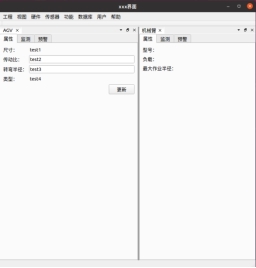 xxx界面
工程 视图 硬件 传感器 功能 数据库 用户 帮助
AGV
属性 监测 预警
尺寸: test1
传动比: test2
转弯半径: test3
类型: test4
更新
机械臂
属性 监测 预警
型号:
负载:
最大作业半径: